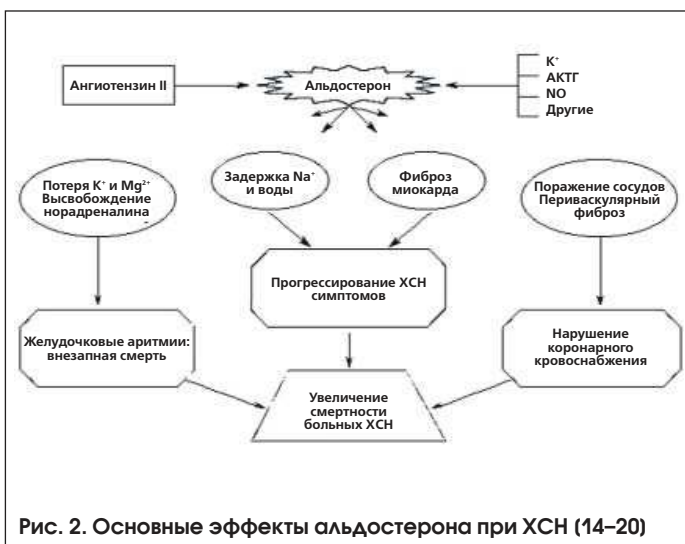 Ангиотензин II
Альдостерон
K⁺
АКТГ
NO
Другие
Потеря K⁺ и Mg²⁺
Высвобождение
норадреналина
Задержка Na⁺
и воды
Фиброз
миокарда
Поражение сосудов
Периваскулярный
фиброз
Прогрессирование ХСН
симптомов
Желудочковые аритмии:
внезапная смерть
Нарушение
коронарного
кровоснабжения
Увеличение
смертности
больных ХСН
Рис. 2. Основные эффекты альдостерона при ХСН (14–20)